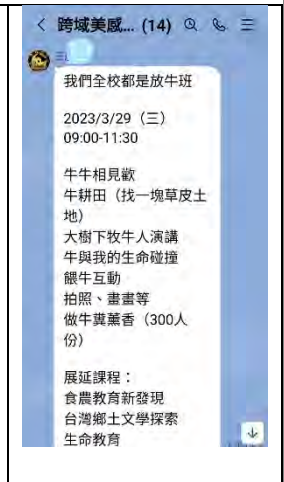 跨域美感... (14)
我們全校都是放牛班
2023/3/29（三）
09:00-11:30
牛牛相見歡
牛耕田（找一塊草皮土
地）
大樹下牧牛人演講
牛與我的生命碰撞
餵牛互動
拍照、畫畫等
做牛糞薰香（300人
份）
展延課程：
食農教育新發現
台灣鄉土文學探索
生命教育